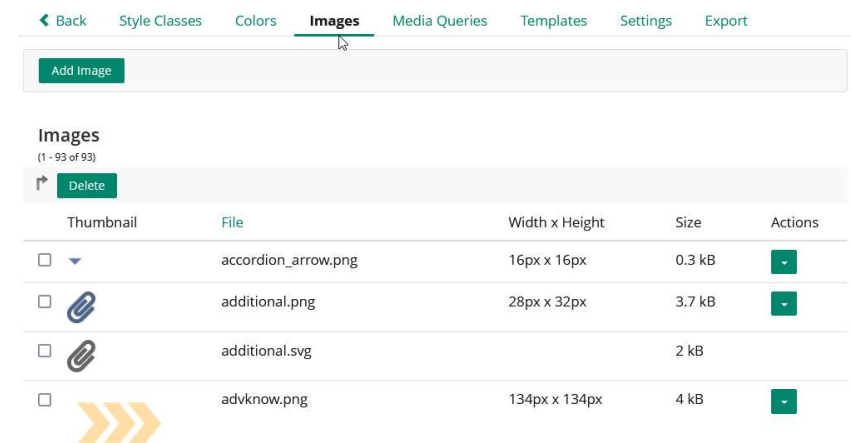 Back Style Classes Colors Images Media Queries Templates Settings Export
Add Image
Images
(1 - 93 of 93)
Delete
Thumbnail File Width x Height Size Actions
accordion_arrow.png 16px x 16px 0.3 kB
additional.png 28px x 32px 3.7 kB
additional.svg 2 kB
advknow.png 134px x 134px 4 kB